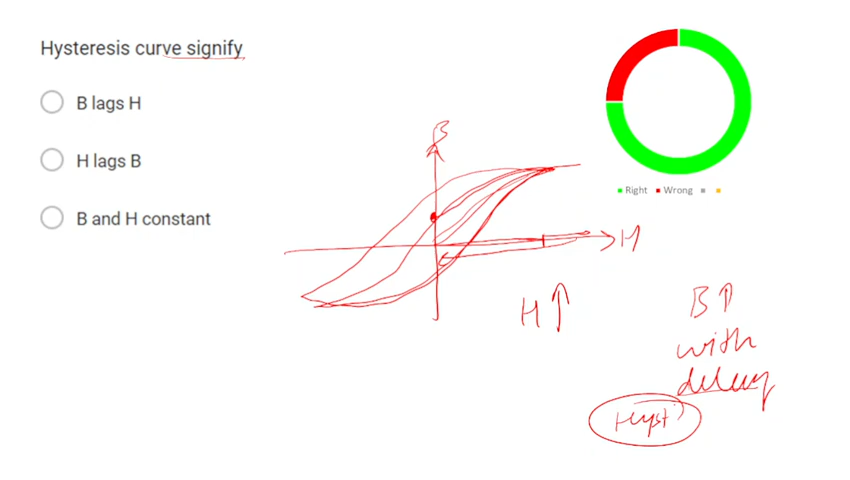 Hysteresis curve signify
B lags H
H lags B
B and H constant
Right Wrong
B
H
H↑
B↑
with
delay
Hyst